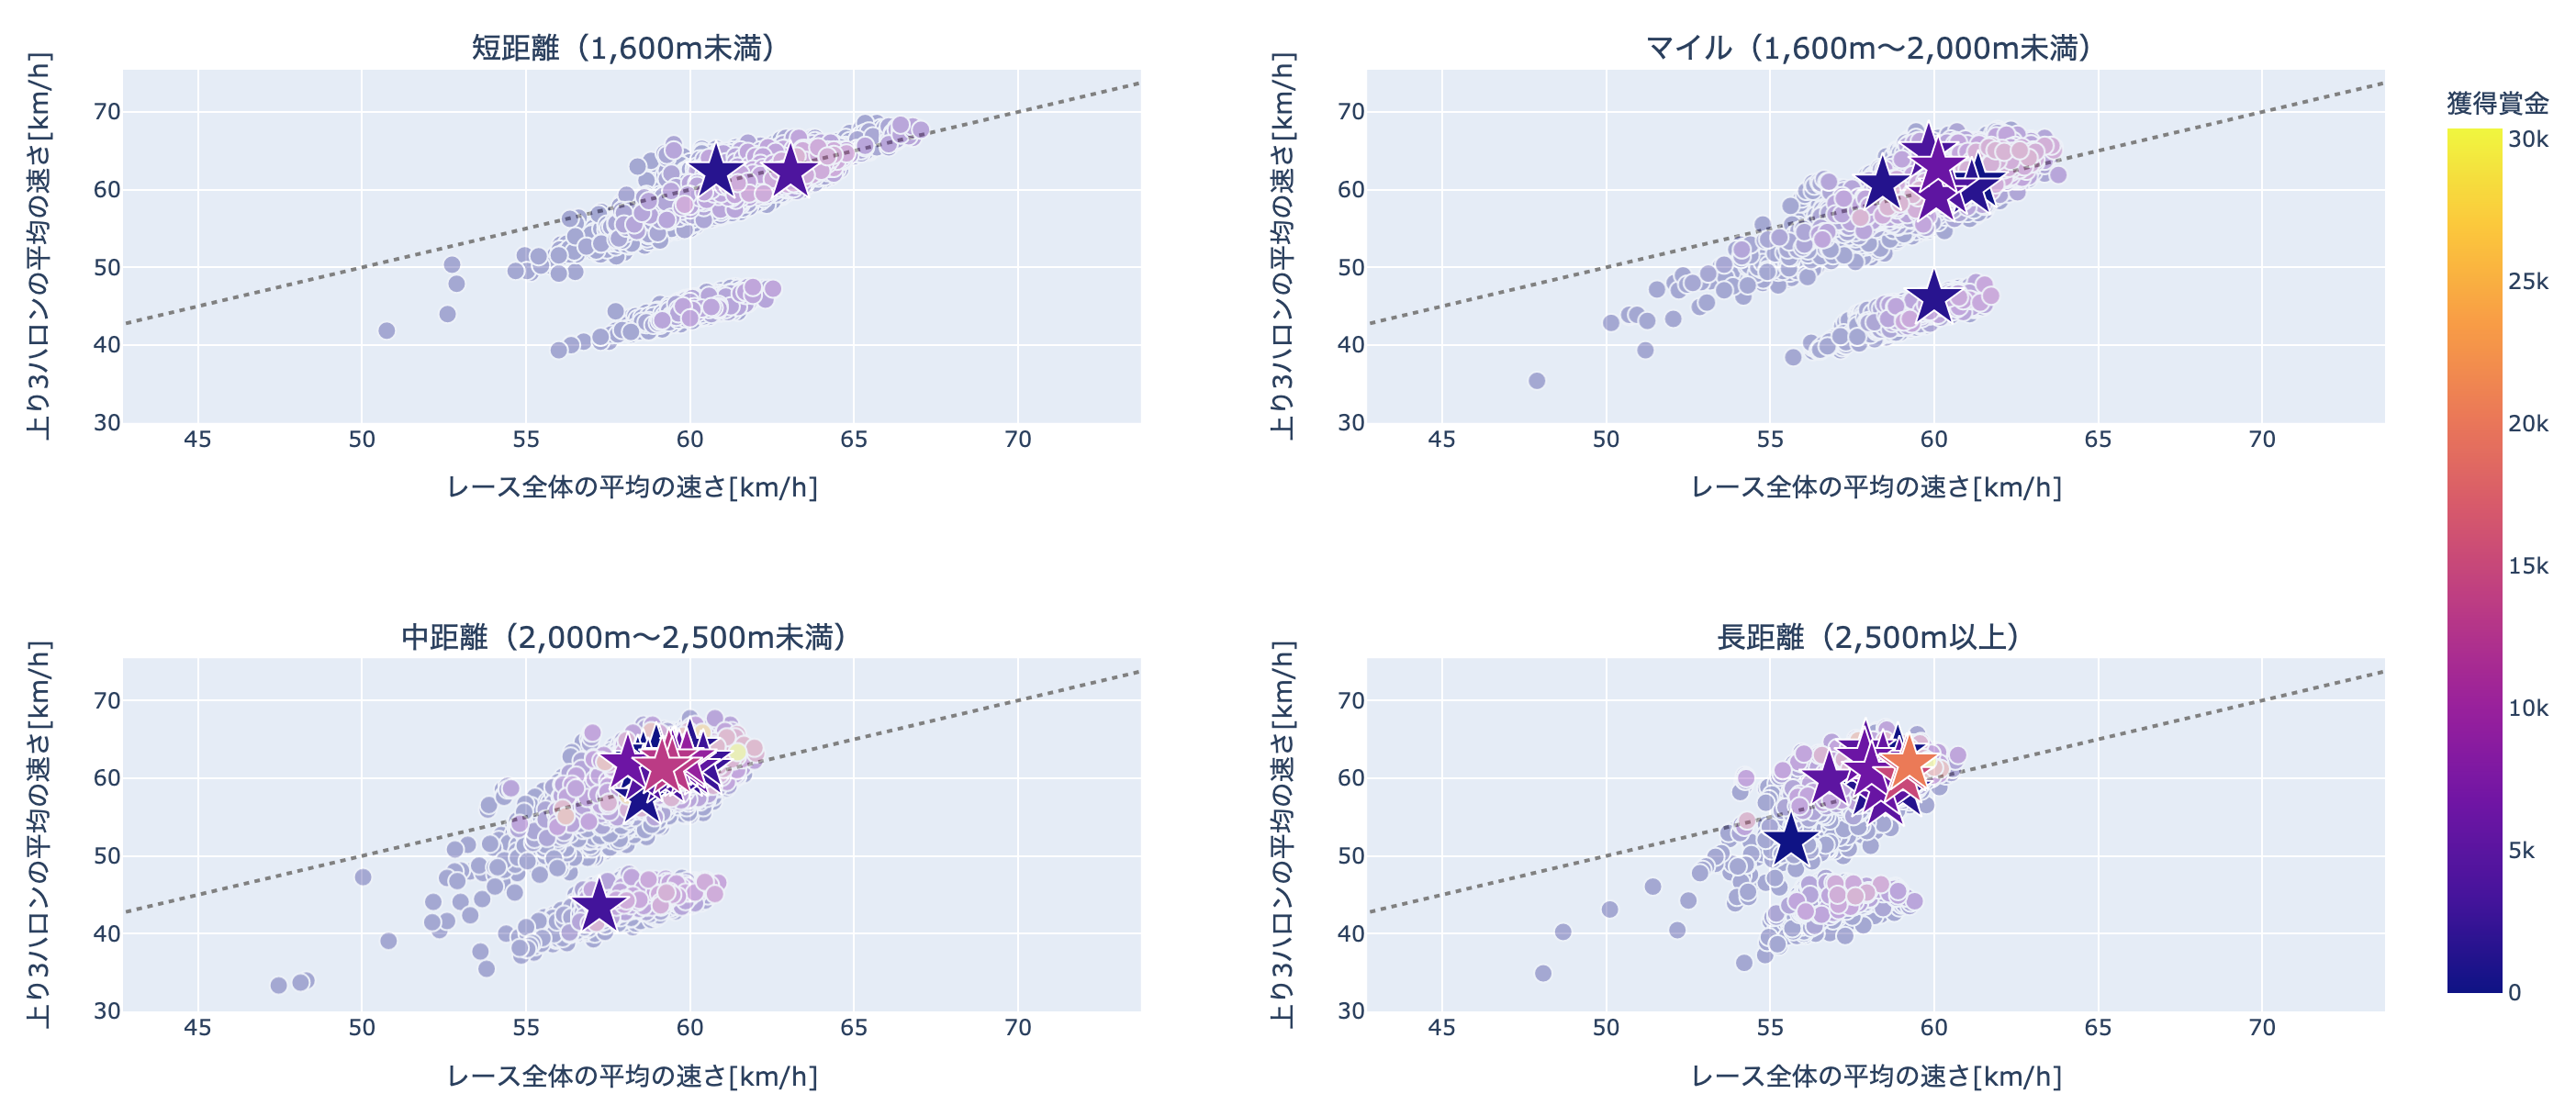 短距離（1,600m未満）
上り3ハロンの平均の速さ[km/h]
70
60
50
40
30
45 50 55 60 65 70
レース全体の平均の速さ[km/h]
マイル（1,600m〜2,000m未満）
上り3ハロンの平均の速さ[km/h]
70
60
50
40
30
45 50 55 60 65 70
レース全体の平均の速さ[km/h]
中距離（2,000m〜2,500m未満）
上り3ハロンの平均の速さ[km/h]
70
60
50
40
30
45 50 55 60 65 70
レース全体の平均の速さ[km/h]
長距離（2,500m以上）
上り3ハロンの平均の速さ[km/h]
70
60
50
40
30
45 50 55 60 65 70
レース全体の平均の速さ[km/h]
獲得賞金
30k
25k
20k
15k
10k
5k
0